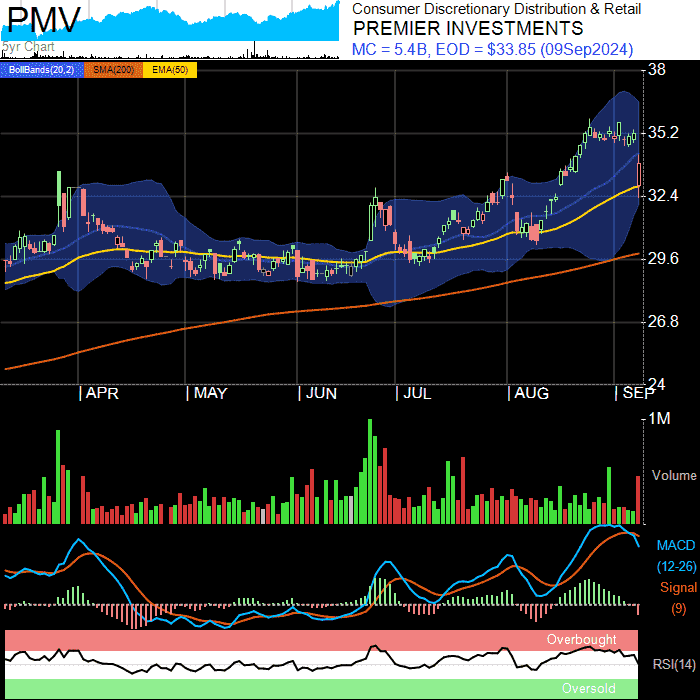 PMV
5yr Chart
Consumer Discretionary Distribution & Retail
PREMIER INVESTMENTS
MC = 5.4B, EOD = $33.85 (09Sep2024)
BollBands(20,2) SMA(200) EMA(50)
38
35.2
32.4
29.6
26.8
24
APR MAY JUN JUL AUG SEP
1M
Volume
MACD
(12-26)
Signal
(9)
Overbought
RSI(14)
Oversold